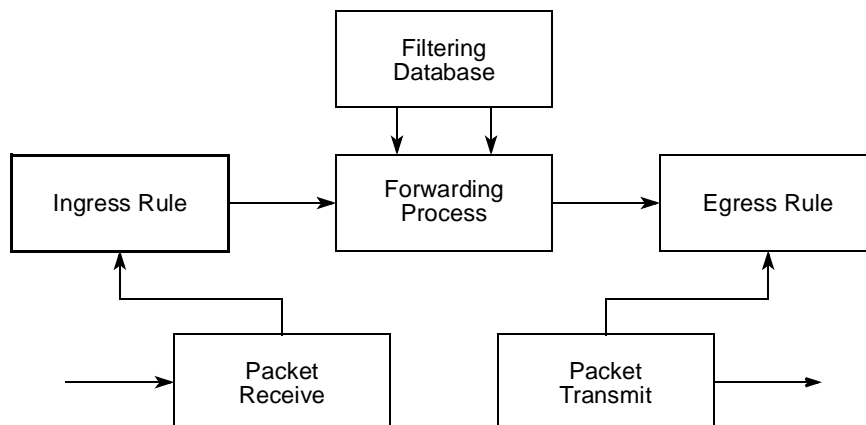 Filtering
Database
Ingress Rule
Forwarding
Process
Egress Rule
Packet
Receive
Packet
Transmit